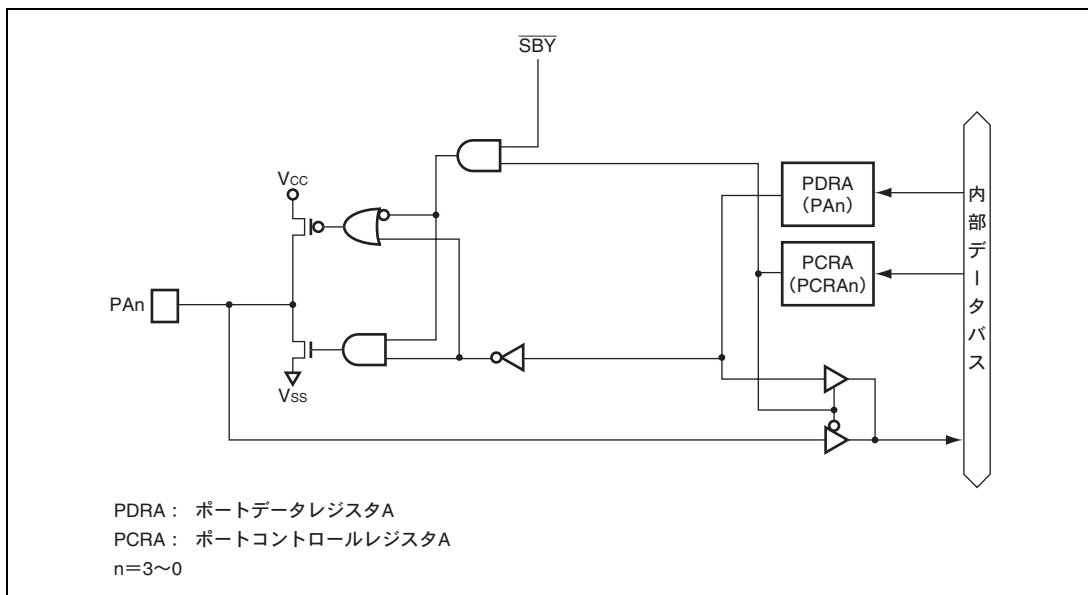 SBY
VCC
PDRA
(PAn)
PCRA
(PCRAn)
内部データバス
PAn
VSS
PDRA： ポートデータレジスタA
PCRA： ポートコントロールレジスタA
n＝3～0